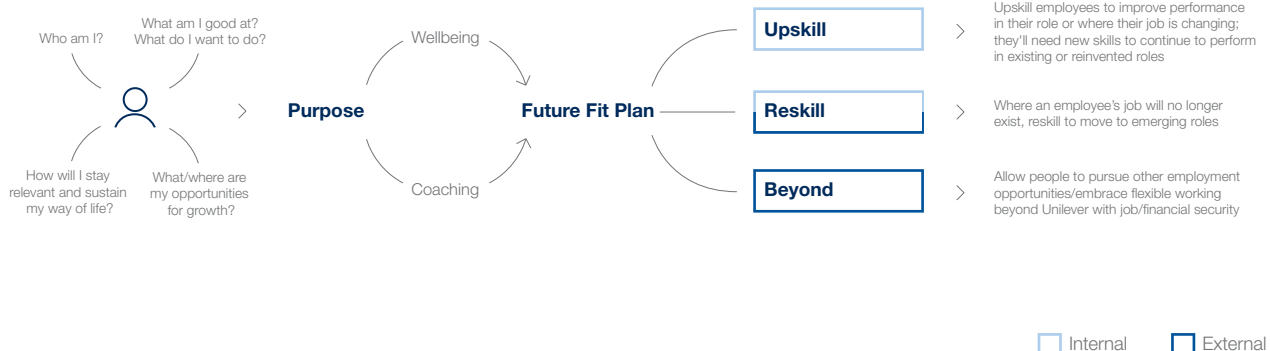 Who am I?
What am I good at?
What do I want to do?
How will I stay
relevant and sustain
my way of life?
What/where are
my opportunities
for growth?
Purpose
Wellbeing
Coaching
Future Fit Plan
Upskill
Upskill employees to improve performance
in their role or where their job is changing;
they'll need new skills to continue to perform
in existing or reinvented roles
Reskill
Where an employee’s job will no longer
exist, reskill to move to emerging roles
Beyond
Allow people to pursue other employment
opportunities/embrace flexible working
beyond Unilever with job/financial security
Internal
External